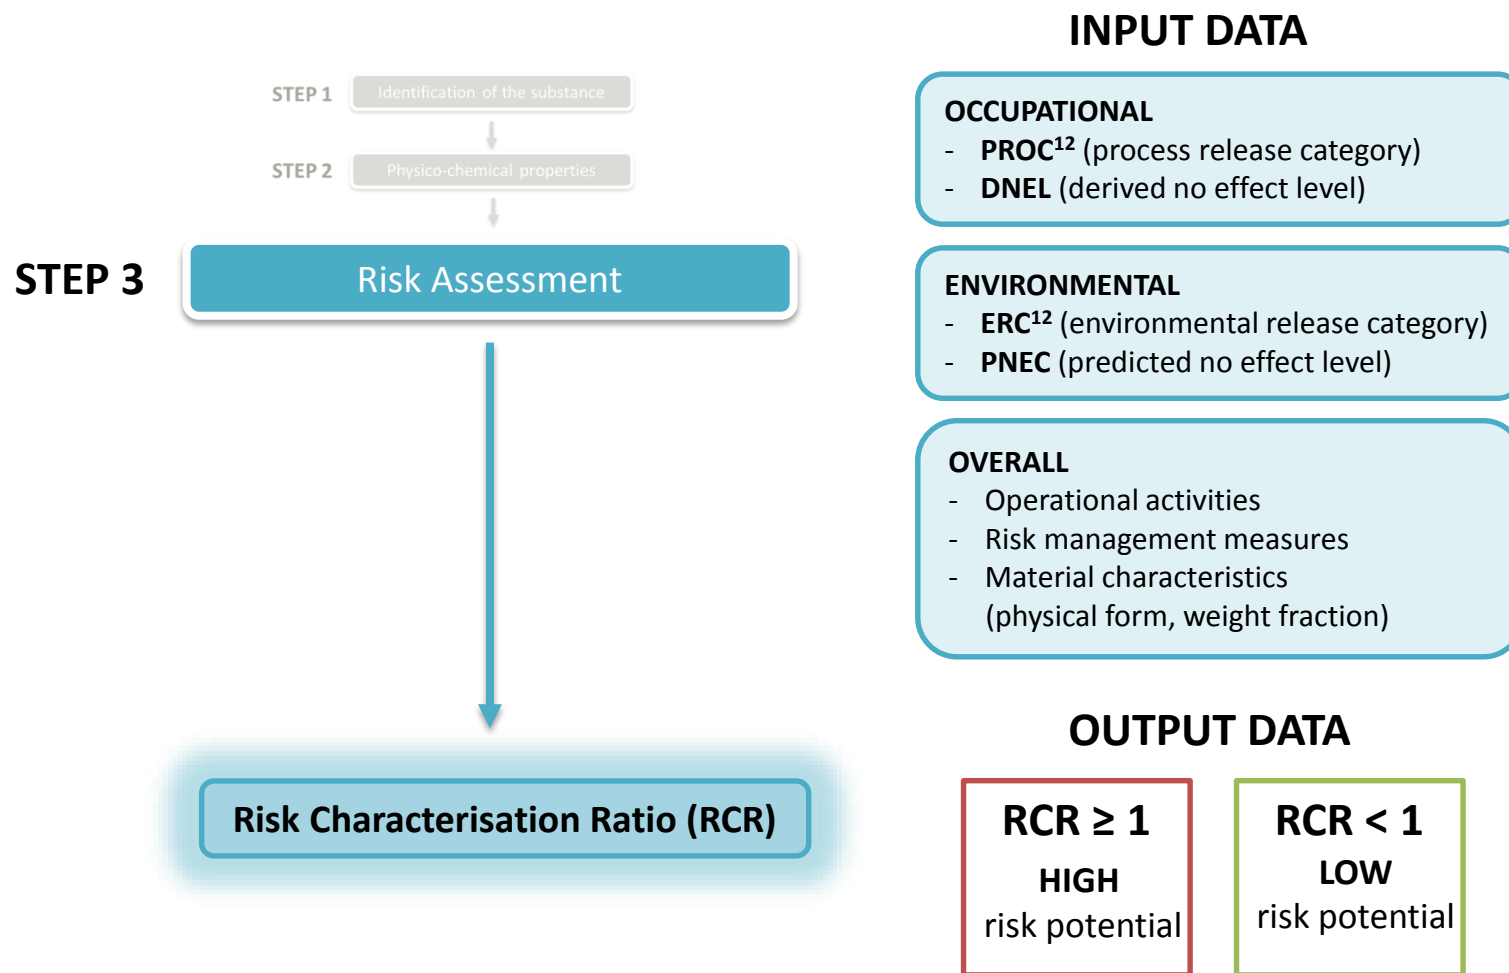 STEP 1
Identification of the substance
STEP 2
Physico-chemical properties
STEP 3
Risk Assessment
Risk Characterisation Ratio (RCR)
INPUT DATA
OCCUPATIONAL
- PROC¹² (process release category)
- DNEL (derived no effect level)
ENVIRONMENTAL
- ERC¹² (environmental release category)
- PNEC (predicted no effect level)
OVERALL
- Operational activities
- Risk management measures
- Material characteristics
(physical form, weight fraction)
OUTPUT DATA
RCR ≥ 1
HIGH
risk potential
RCR < 1
LOW
risk potential